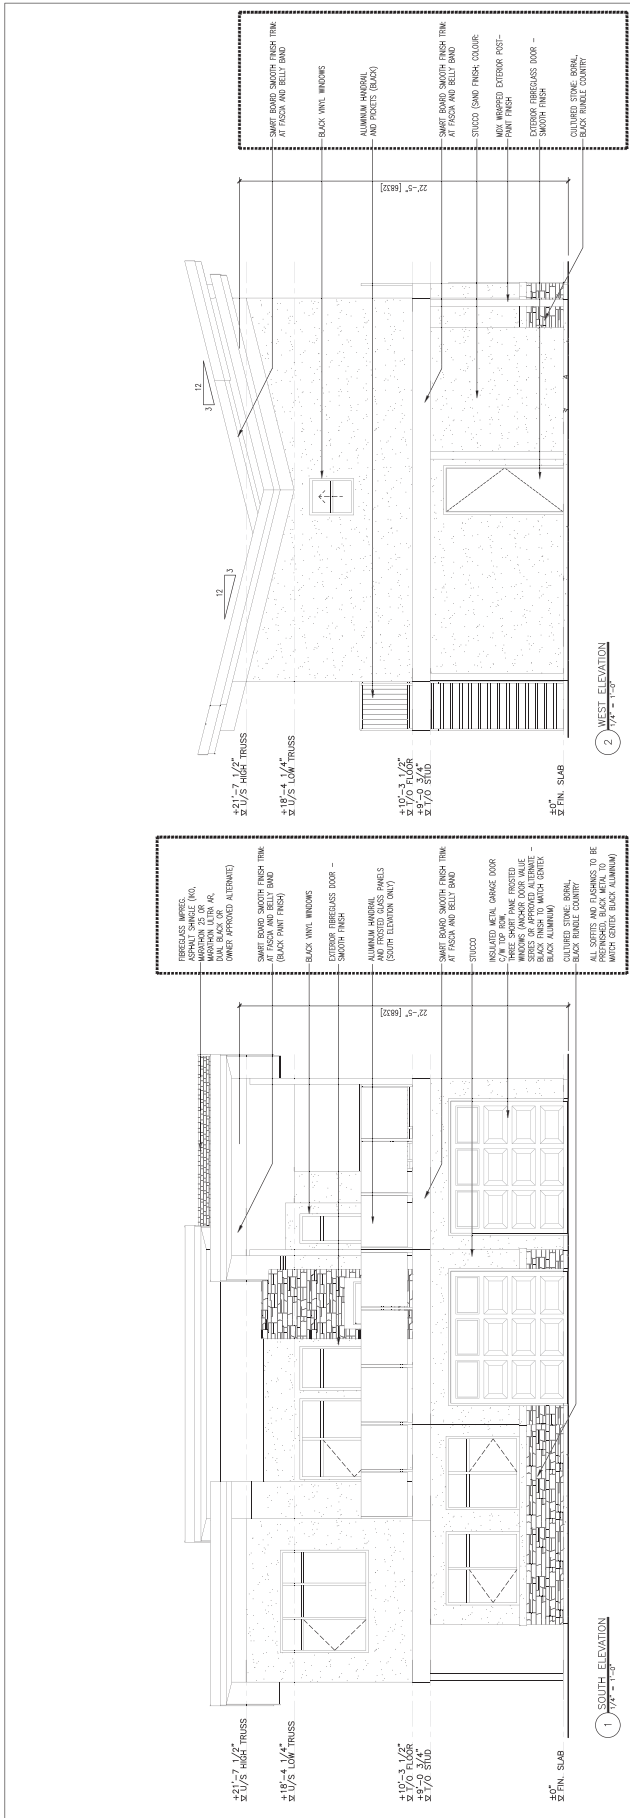 +21'-7 1/2"
U/S HIGH TRUSS
+18'-4 1/4"
U/S LOW TRUSS
+10'-3 1/2"
T/O FLOOR
+9'-0 3/4"
T/O STUD
±0"
FIN. SLAB
1
SOUTH ELEVATION
1/4" = 1'-0"
22'-5" [6832]
FIBREGLASS IMPREG.
ASPHALT SHINGLE (IKO,
MARATHON 25 OR
MARATHON ULTRA AR,
DUAL BLACK OR
OWNER APPROVED ALTERNATE)
SMART BOARD SMOOTH FINISH TRIM:
AT FASCIA AND BELLY BAND
(BLACK PAINT FINISH)
BLACK VINYL WINDOWS
EXTERIOR FIBREGLASS DOOR –
SMOOTH FINISH
ALUMINUM HANDRAIL
AND FROSTED GLASS PANELS
(SOUTH ELEVATION ONLY)
SMART BOARD SMOOTH FINISH TRIM:
AT FASCIA AND BELLY BAND
STUCCO
INSULATED METAL GARAGE DOOR
C/W TOP ROW,
THREE SHORT PANE FROSTED
WINDOWS (ANCHOR DOOR VALUE
SERIES OR APPROVED ALTERNATE –
BLACK FINISH TO MATCH GENTEK
BLACK ALUMINUM)
CULTURED STONE: BORAL,
BLACK RUNDLE COUNTRY
ALL SOFFITS AND FLASHINGS TO BE
PREFINISHED, BLACK METAL TO
MATCH GENTEK BLACK ALUMINUM)
+21'-7 1/2"
U/S HIGH TRUSS
+18'-4 1/4"
U/S LOW TRUSS
+10'-3 1/2"
T/O FLOOR
+9'-0 3/4"
T/O STUD
±0"
FIN. SLAB
2
WEST ELEVATION
1/4" = 1'-0"
12
3
12
3
22'-5" [6832]
SMART BOARD SMOOTH FINISH TRIM:
AT FASCIA AND BELLY BAND
BLACK VINYL WINDOWS
ALUMINUM HANDRAIL
AND PICKETS (BLACK)
SMART BOARD SMOOTH FINISH TRIM:
AT FASCIA AND BELLY BAND
STUCCO (SAND FINISH; COLOUR:
MDX WRAPPED EXTERIOR POST–
PAINT FINISH
EXTERIOR FIBREGLASS DOOR –
SMOOTH FINISH
CULTURED STONE: BORAL,
BLACK RUNDLE COUNTRY